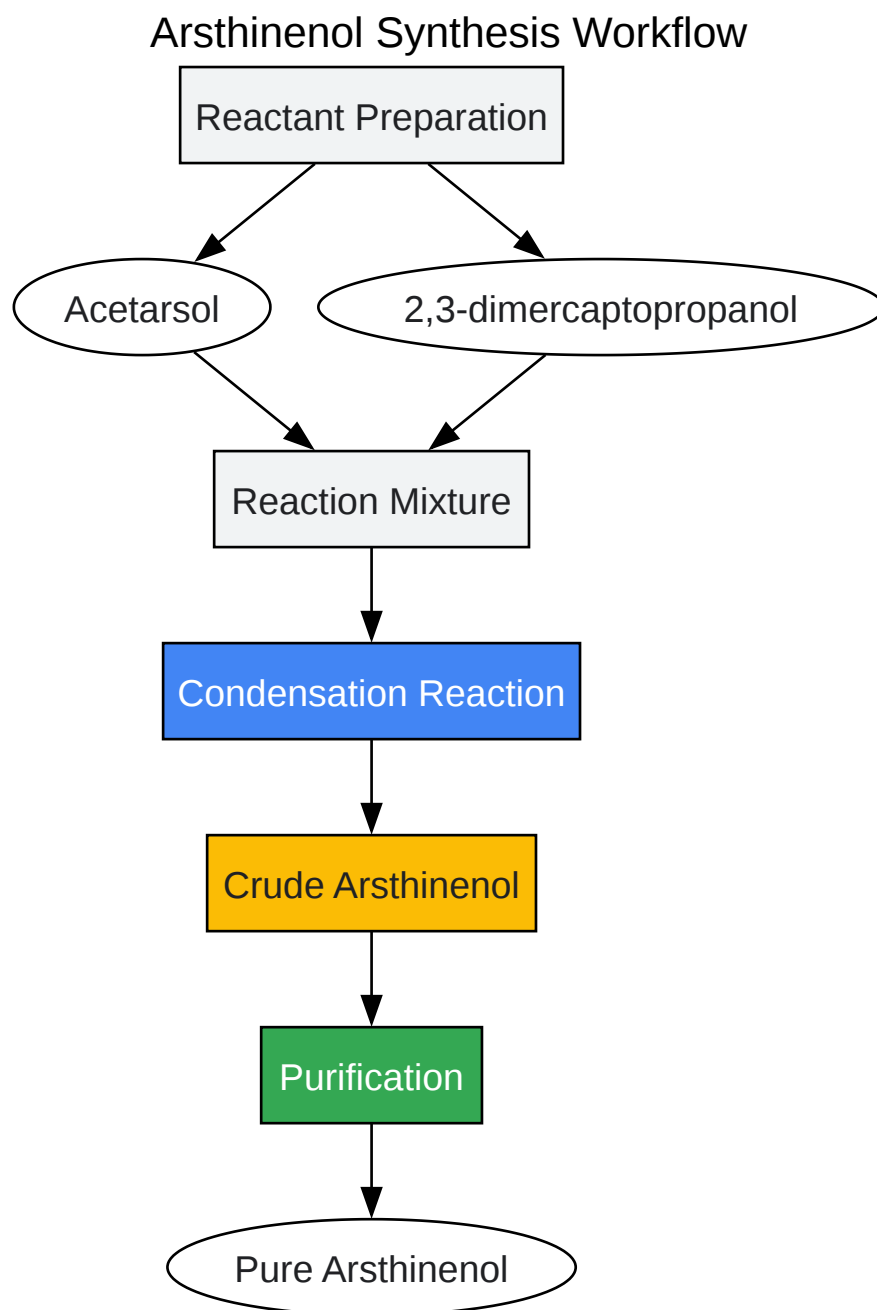 Arsthinenol Synthesis Workflow
Reactant Preparation
Acetarsol
2,3-dimercaptopropanol
Reaction Mixture
Condensation Reaction
Crude Arsthinenol
Purification
Pure Arsthinenol